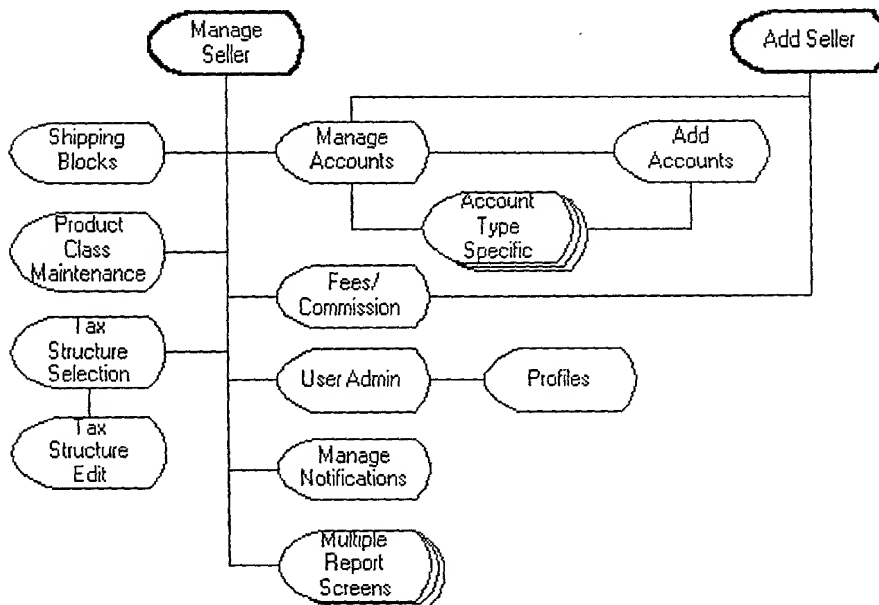 Manage
Seller
Add Seller
Shipping
Blocks
Manage
Accounts
Add
Accounts
Product
Class
Maintenance
Account
Type
Specific
Fees/
Commission
Tax
Structure
Selection
User Admin
Profiles
Tax
Structure
Edit
Manage
Notifications
Multiple
Report
Screens